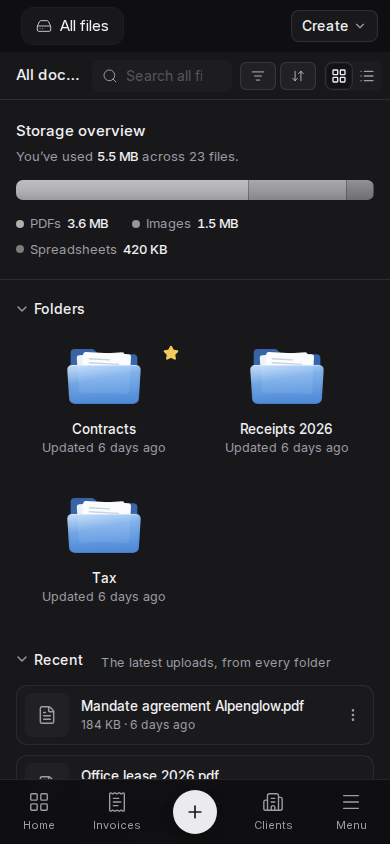 All files
Create
All doc...
Search all fi
Storage overview
You've used 5.5 MB across 23 files.
PDFs 3.6 MB
Images 1.5 MB
Spreadsheets 420 KB
Folders
Contracts
Updated 6 days ago
Receipts 2026
Updated 6 days ago
Tax
Updated 6 days ago
Recent
The latest uploads, from every folder
Mandate agreement Alpenglow.pdf
184 KB · 6 days ago
Office lease 2026.pdf
Home
Invoices
Clients
Menu